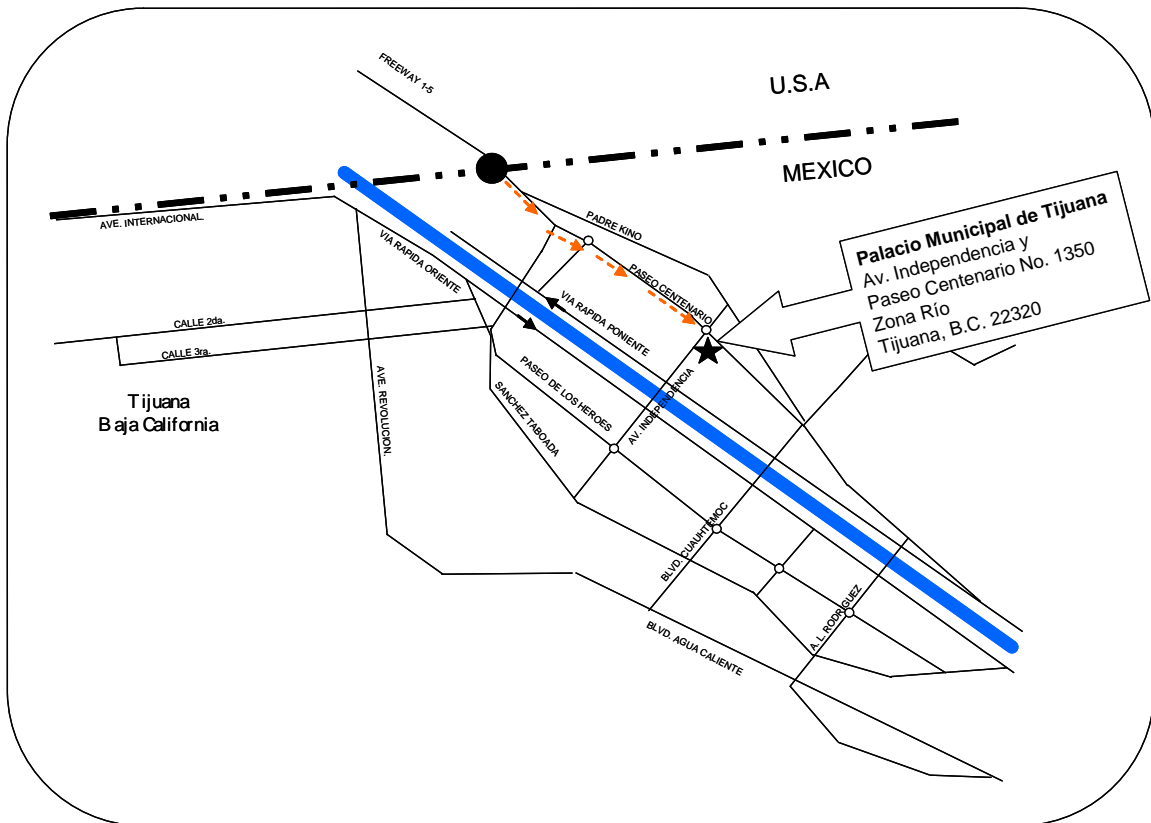 FREEWAY 1-5
U.S.A
MEXICO
AVE. INTERNACIONAL.
PADRE KINO
Palacio Municipal de Tijuana
Av. Independencia y
Paseo Centenario No. 1350
Zona Río
Tijuana, B.C. 22320
VIA RAPIDA ORIENTE
PASEO CENTENARIO
VIA RAPIDA PONIENTE
CALLE 2da.
CALLE 3ra.
Tijuana
Baja California
AVE. REVOLUCION.
PASEO DE LOS HEROES
SANCHEZ TABOADA
AV. INDEPENDENCIA
BLVD. CUAUHTEMOC
A. L. RODRIGUEZ
BLVD. AGUA CALIENTE